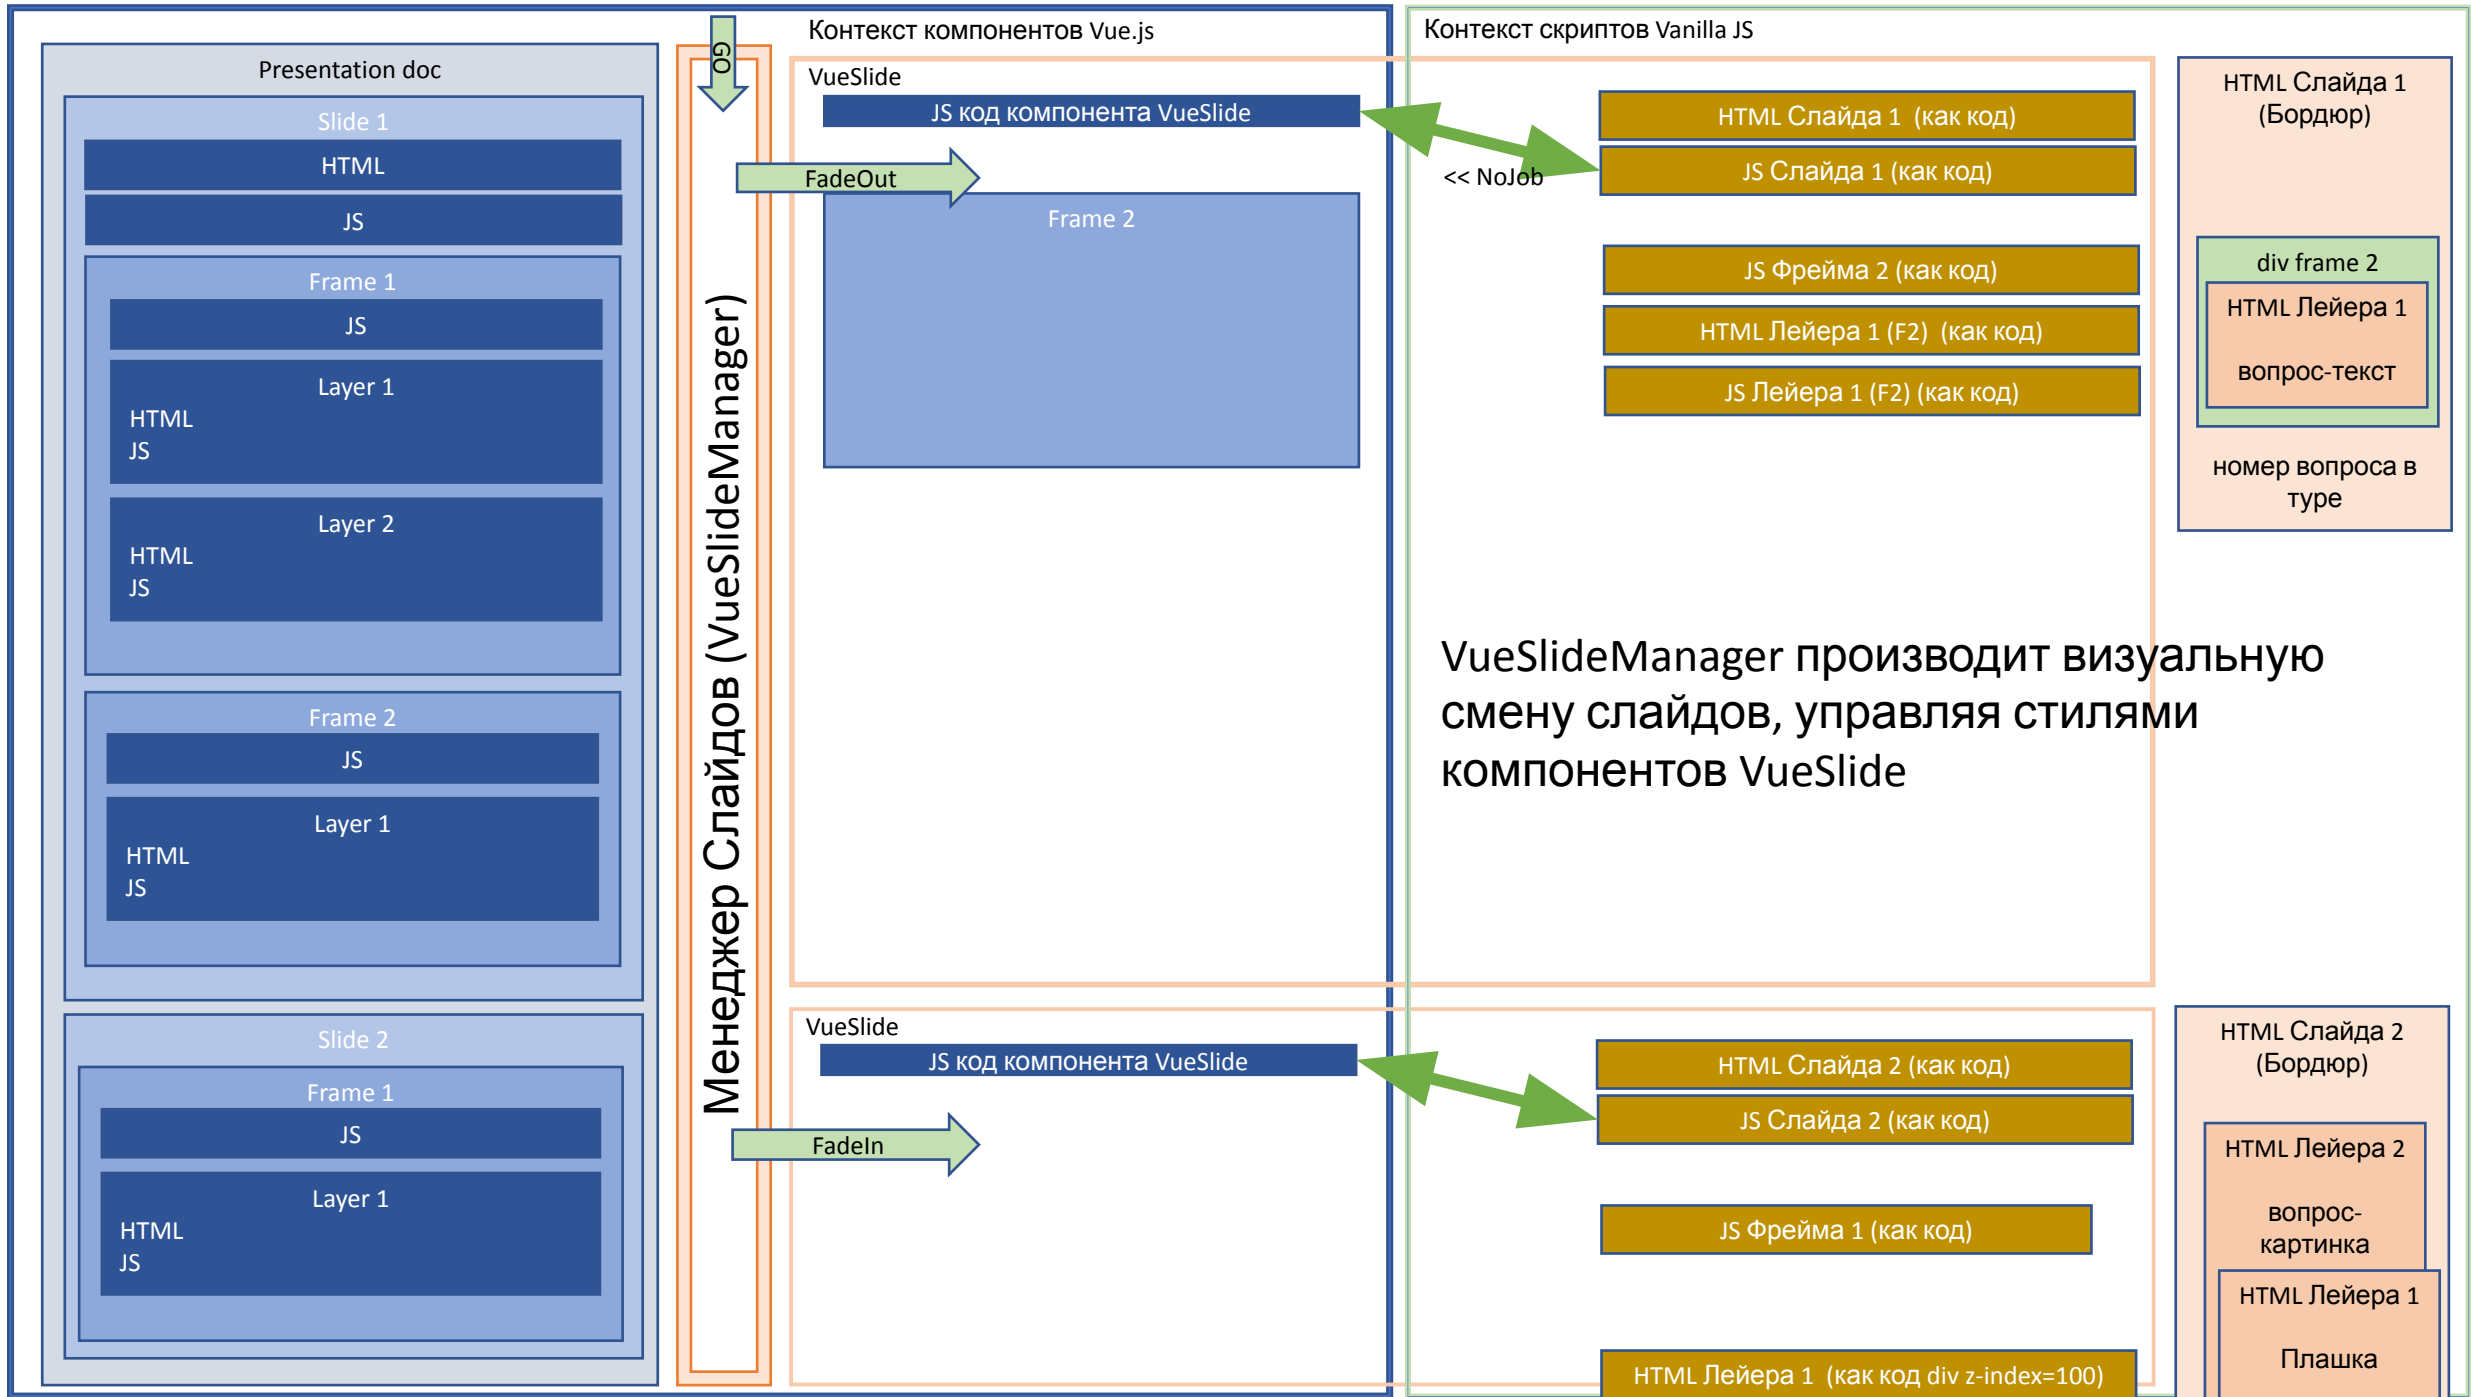 Контекст компонентов Vue.js
Контекст скриптов Vanilla JS
Presentation doc
Slide 1
HTML
JS
Frame 1
JS
Layer 1
HTML
JS
Layer 2
HTML
JS
Frame 2
JS
Layer 1
HTML
JS
Slide 2
Frame 1
JS
Layer 1
HTML
JS
GO
Менеджер Слайдов (VueSlideManager)
VueSlide
JS код компонента VueSlide
FadeOut
Frame 2
<< NoJob
HTML Слайда 1 (как код)
JS Слайда 1 (как код)
JS Фрейма 2 (как код)
HTML Лейера 1 (F2) (как код)
JS Лейера 1 (F2) (как код)
HTML Слайда 1
(Бордюр)
div frame 2
HTML Лейера 1
вопрос-текст
номер вопроса в
туре
VueSlideManager производит визуальную
смену слайдов, управляя стилями
компонентов VueSlide
VueSlide
JS код компонента VueSlide
FadeIn
HTML Слайда 2 (как код)
JS Слайда 2 (как код)
JS Фрейма 1 (как код)
HTML Лейера 1 (как код div z-index=100)
HTML Слайда 2
(Бордюр)
HTML Лейера 2
вопрос-
картинка
HTML Лейера 1
Плашка